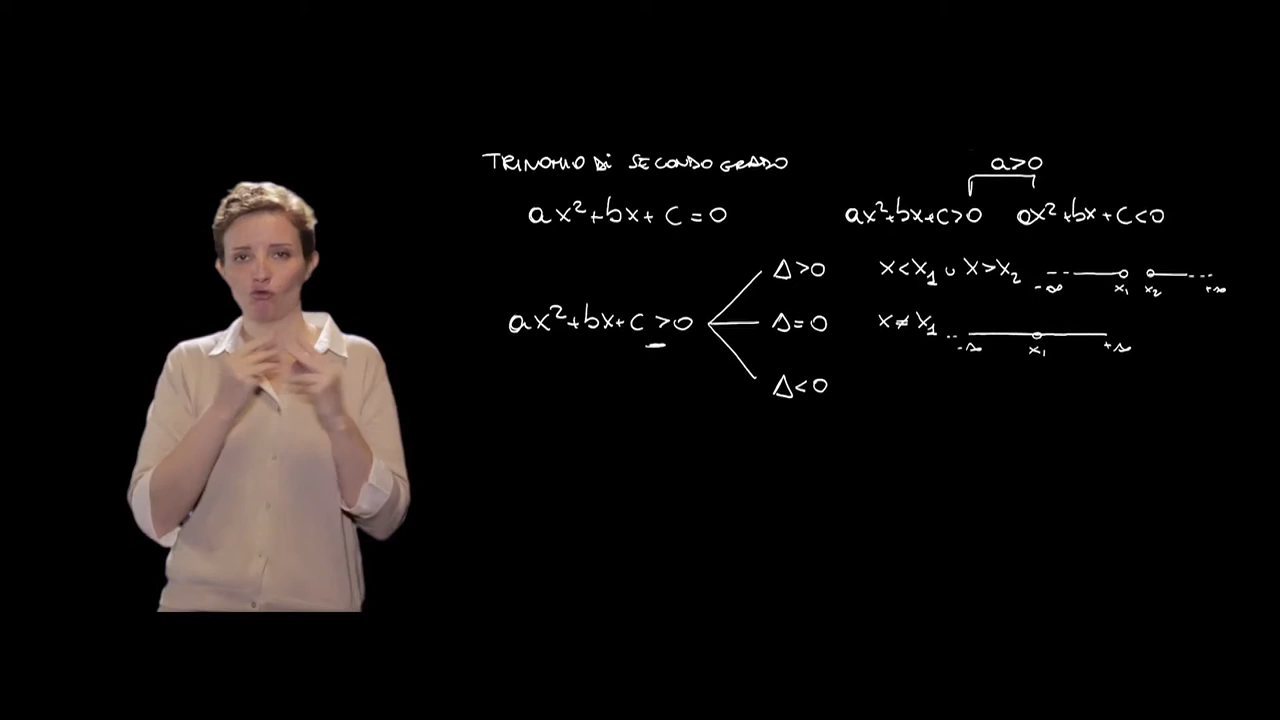 TRINOMIO DI SECONDO GRADO
a>0
ax²+bx+c=0
ax²+bx+c>0 ax²+bx+c<0
Δ>0 x<x₁ ∪ x>x₂
-∞ x₁ x₂ +∞
ax²+bx+c>0 Δ=0 x≠x₁
-∞ x₁ +∞
Δ<0